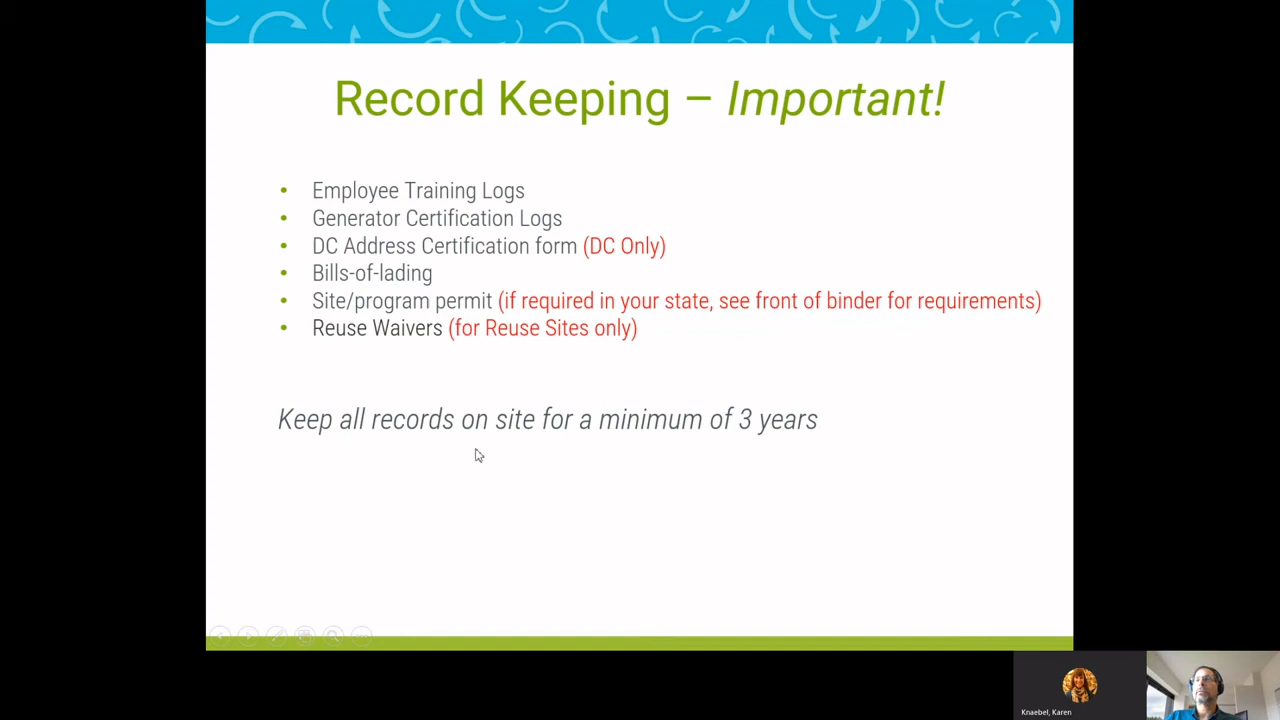 Record Keeping – Important!
• Employee Training Logs
• Generator Certification Logs
• DC Address Certification form (DC Only)
• Bills-of-lading
• Site/program permit (if required in your state, see front of binder for requirements)
• Reuse Waivers (for Reuse Sites only)
Keep all records on site for a minimum of 3 years
Knaebel, Karen